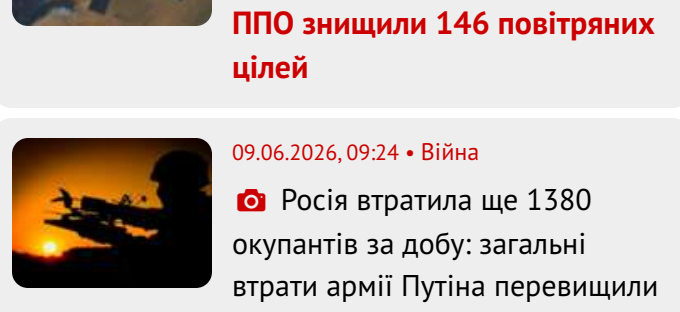 ППО знищили 146 повітряних
цілей
09.06.2026, 09:24 • Війна
Росія втратила ще 1380
окупантів за добу: загальні
втрати армії Путіна перевищили